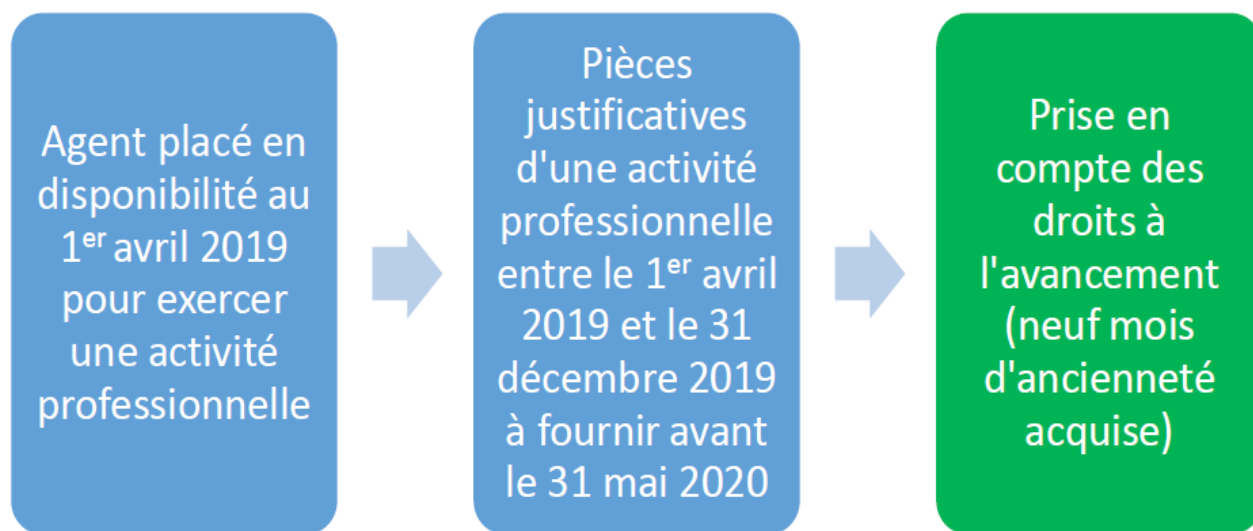 Agent placé en
disponibilité au
1er avril 2019
pour exercer
une activité
professionnelle
Pièces
justificatives
d'une activité
professionnelle
entre le 1er avril
2019 et le 31
décembre 2019
à fournir avant
le 31 mai 2020
Prise en
compte des
droits à
l'avancement
(neuf mois
d'ancienneté
acquise)